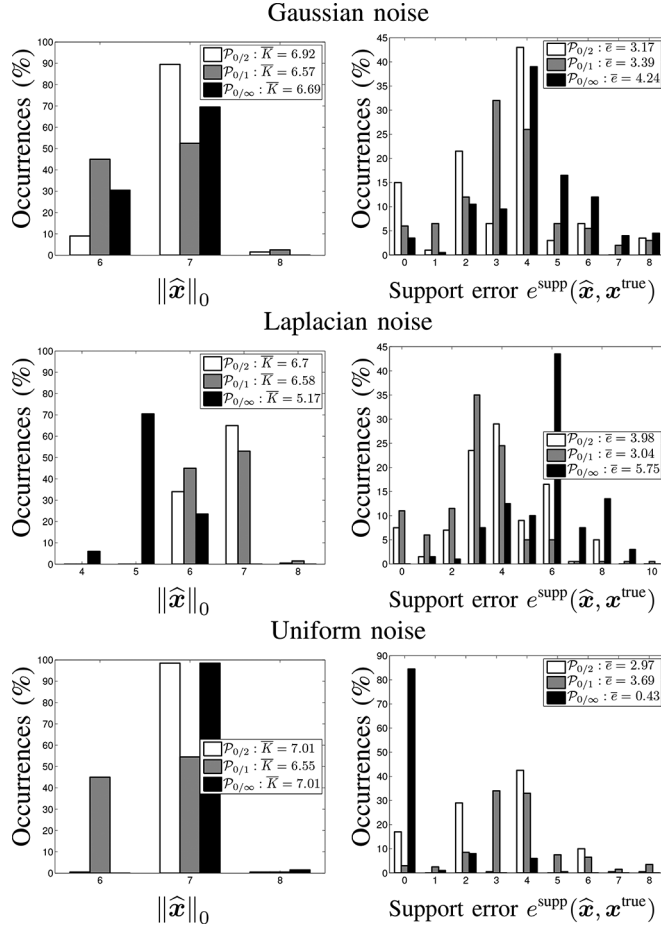 Gaussian noise
Occurrences (%)
100
90
80
70
60
50
40
30
20
10
0
6 7 8
𝒫0/2 : K̅ = 6.92
𝒫0/1 : K̅ = 6.57
𝒫0/∞ : K̅ = 6.69
‖x̂‖0
Occurrences (%)
45
40
35
30
25
20
15
10
5
0
0 1 2 3 4 5 6 7 8
𝒫0/2 : e̅ = 3.17
𝒫0/1 : e̅ = 3.39
𝒫0/∞ : e̅ = 4.24
Support error e^supp(x̂, x^true)
Laplacian noise
Occurrences (%)
100
90
80
70
60
50
40
30
20
10
0
4 5 6 7 8
𝒫0/2 : K̅ = 6.7
𝒫0/1 : K̅ = 6.58
𝒫0/∞ : K̅ = 5.17
‖x̂‖0
Occurrences (%)
45
40
35
30
25
20
15
10
5
0
0 2 4 6 8 10
𝒫0/2 : e̅ = 3.98
𝒫0/1 : e̅ = 3.04
𝒫0/∞ : e̅ = 5.75
Support error e^supp(x̂, x^true)
Uniform noise
Occurrences (%)
100
90
80
70
60
50
40
30
20
10
0
6 7 8
𝒫0/2 : K̅ = 7.01
𝒫0/1 : K̅ = 6.55
𝒫0/∞ : K̅ = 7.01
‖x̂‖0
Occurrences (%)
90
80
70
60
50
40
30
20
10
0
0 1 2 3 4 5 6 7 8
𝒫0/2 : e̅ = 2.97
𝒫0/1 : e̅ = 3.69
𝒫0/∞ : e̅ = 0.43
Support error e^supp(x̂, x^true)